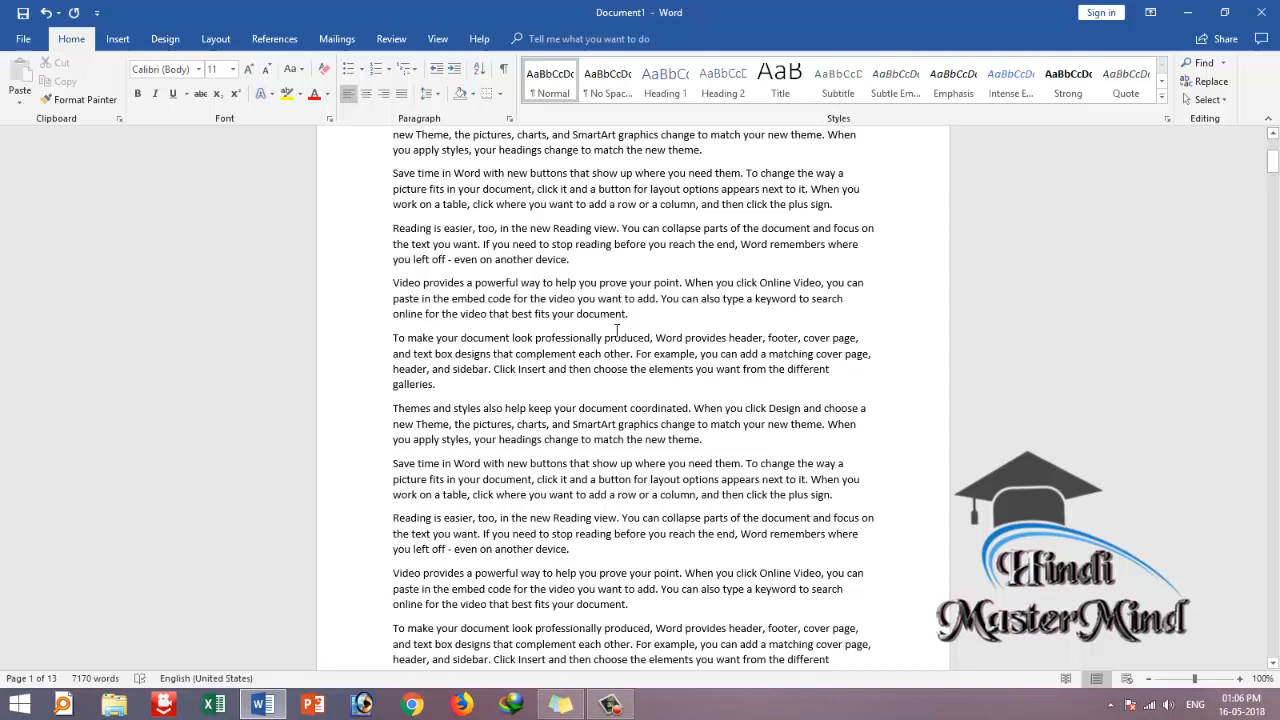 Document1 - Word
Sign in
File Home Insert Design Layout References Mailings Review View Help Tell me what you want to do Share
Paste Cut Copy Format Painter
Calibri (Body) 11
AaBbCcDc AaBbCcDc AaBbCc AaBbCcD AaB AaBbCcD AaBbCcDc AaBbCcDc AaBbCcDc AaBbCcDc AaBbCcDc
¶ Normal ¶ No Spac... Heading 1 Heading 2 Title Subtitle Subtle Em... Emphasis Intense E... Strong Quote
Find Replace Select
Clipboard Font Paragraph Styles Editing
new Theme, the pictures, charts, and SmartArt graphics change to match your new theme. When
you apply styles, your headings change to match the new theme.
Save time in Word with new buttons that show up where you need them. To change the way a
picture fits in your document, click it and a button for layout options appears next to it. When you
work on a table, click where you want to add a row or a column, and then click the plus sign.
Reading is easier, too, in the new Reading view. You can collapse parts of the document and focus on
the text you want. If you need to stop reading before you reach the end, Word remembers where
you left off - even on another device.
Video provides a powerful way to help you prove your point. When you click Online Video, you can
paste in the embed code for the video you want to add. You can also type a keyword to search
online for the video that best fits your document.
To make your document look professionally produced, Word provides header, footer, cover page,
and text box designs that complement each other. For example, you can add a matching cover page,
header, and sidebar. Click Insert and then choose the elements you want from the different
galleries.
Themes and styles also help keep your document coordinated. When you click Design and choose a
new Theme, the pictures, charts, and SmartArt graphics change to match your new theme. When
you apply styles, your headings change to match the new theme.
Save time in Word with new buttons that show up where you need them. To change the way a
picture fits in your document, click it and a button for layout options appears next to it. When you
work on a table, click where you want to add a row or a column, and then click the plus sign.
Reading is easier, too, in the new Reading view. You can collapse parts of the document and focus on
the text you want. If you need to stop reading before you reach the end, Word remembers where
you left off - even on another device.
Video provides a powerful way to help you prove your point. When you click Online Video, you can
paste in the embed code for the video you want to add. You can also type a keyword to search
online for the video that best fits your document.
To make your document look professionally produced, Word provides header, footer, cover page,
and text box designs that complement each other. For example, you can add a matching cover page,
header, and sidebar. Click Insert and then choose the elements you want from the different
Hindi
MasterMind
Page 1 of 13 7170 words English (United States) 100%
ENG 01:06 PM
16-05-2018